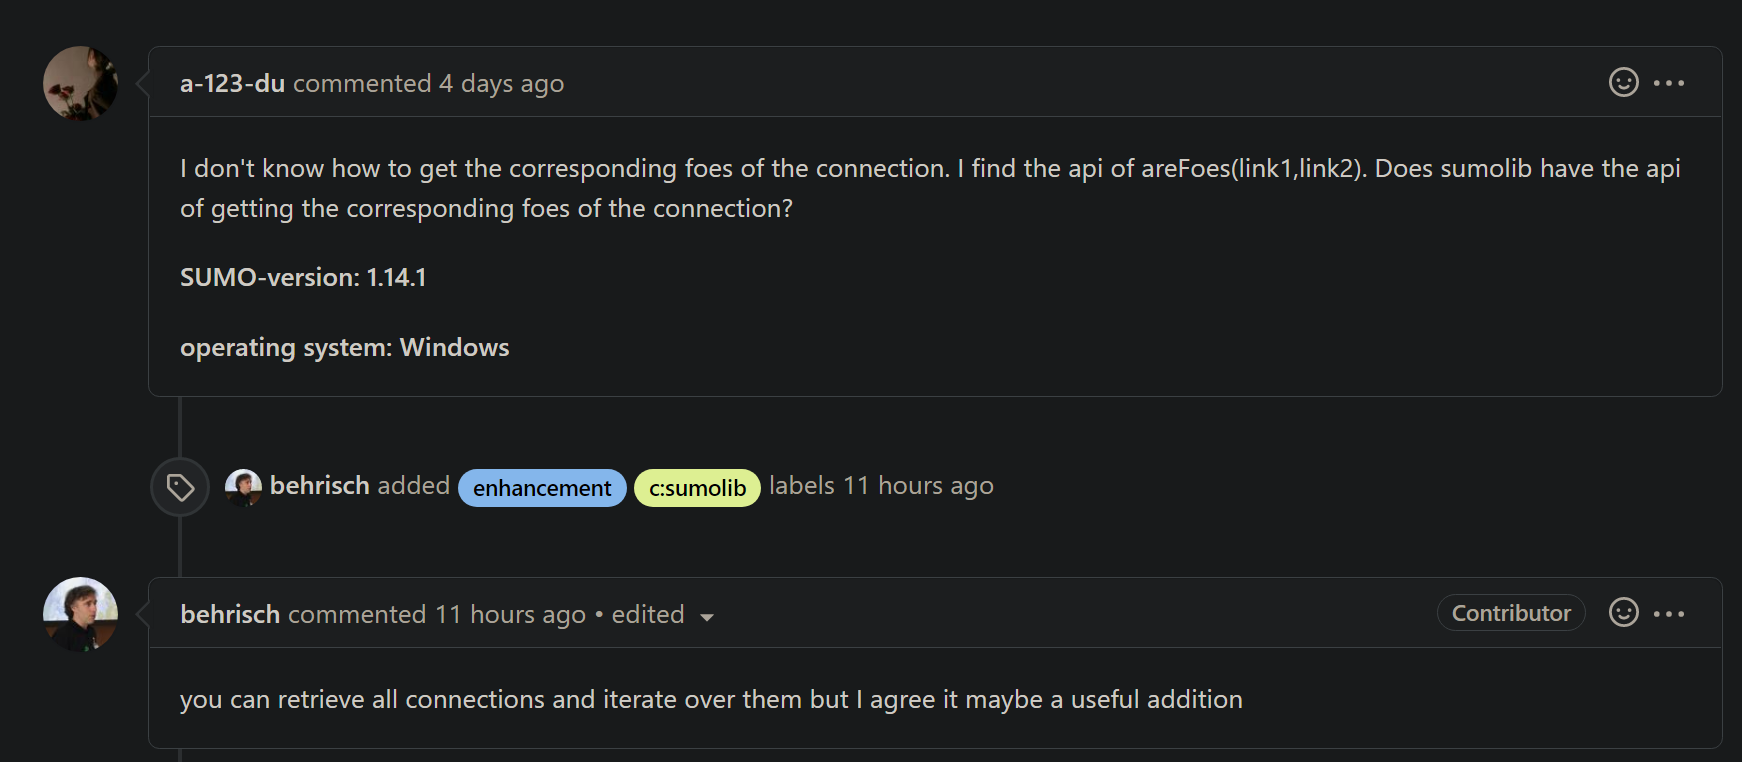 a-123-du commented 4 days ago
I don't know how to get the corresponding foes of the connection. I find the api of areFoes(link1,link2). Does sumolib have the api
of getting the corresponding foes of the connection?
SUMO-version: 1.14.1
operating system: Windows
behrisch added enhancement c:sumolib labels 11 hours ago
behrisch commented 11 hours ago • edited Contributor
you can retrieve all connections and iterate over them but I agree it maybe a useful addition